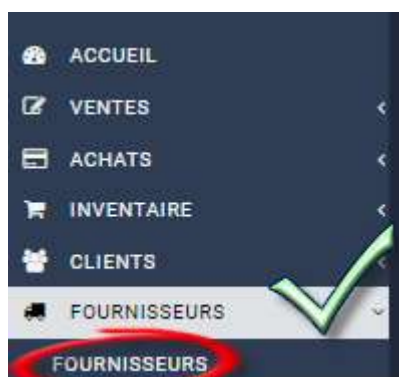 ACCUEIL
VENTES
ACHATS
INVENTAIRE
CLIENTS
FOURNISSEURS
FOURNISSEURS